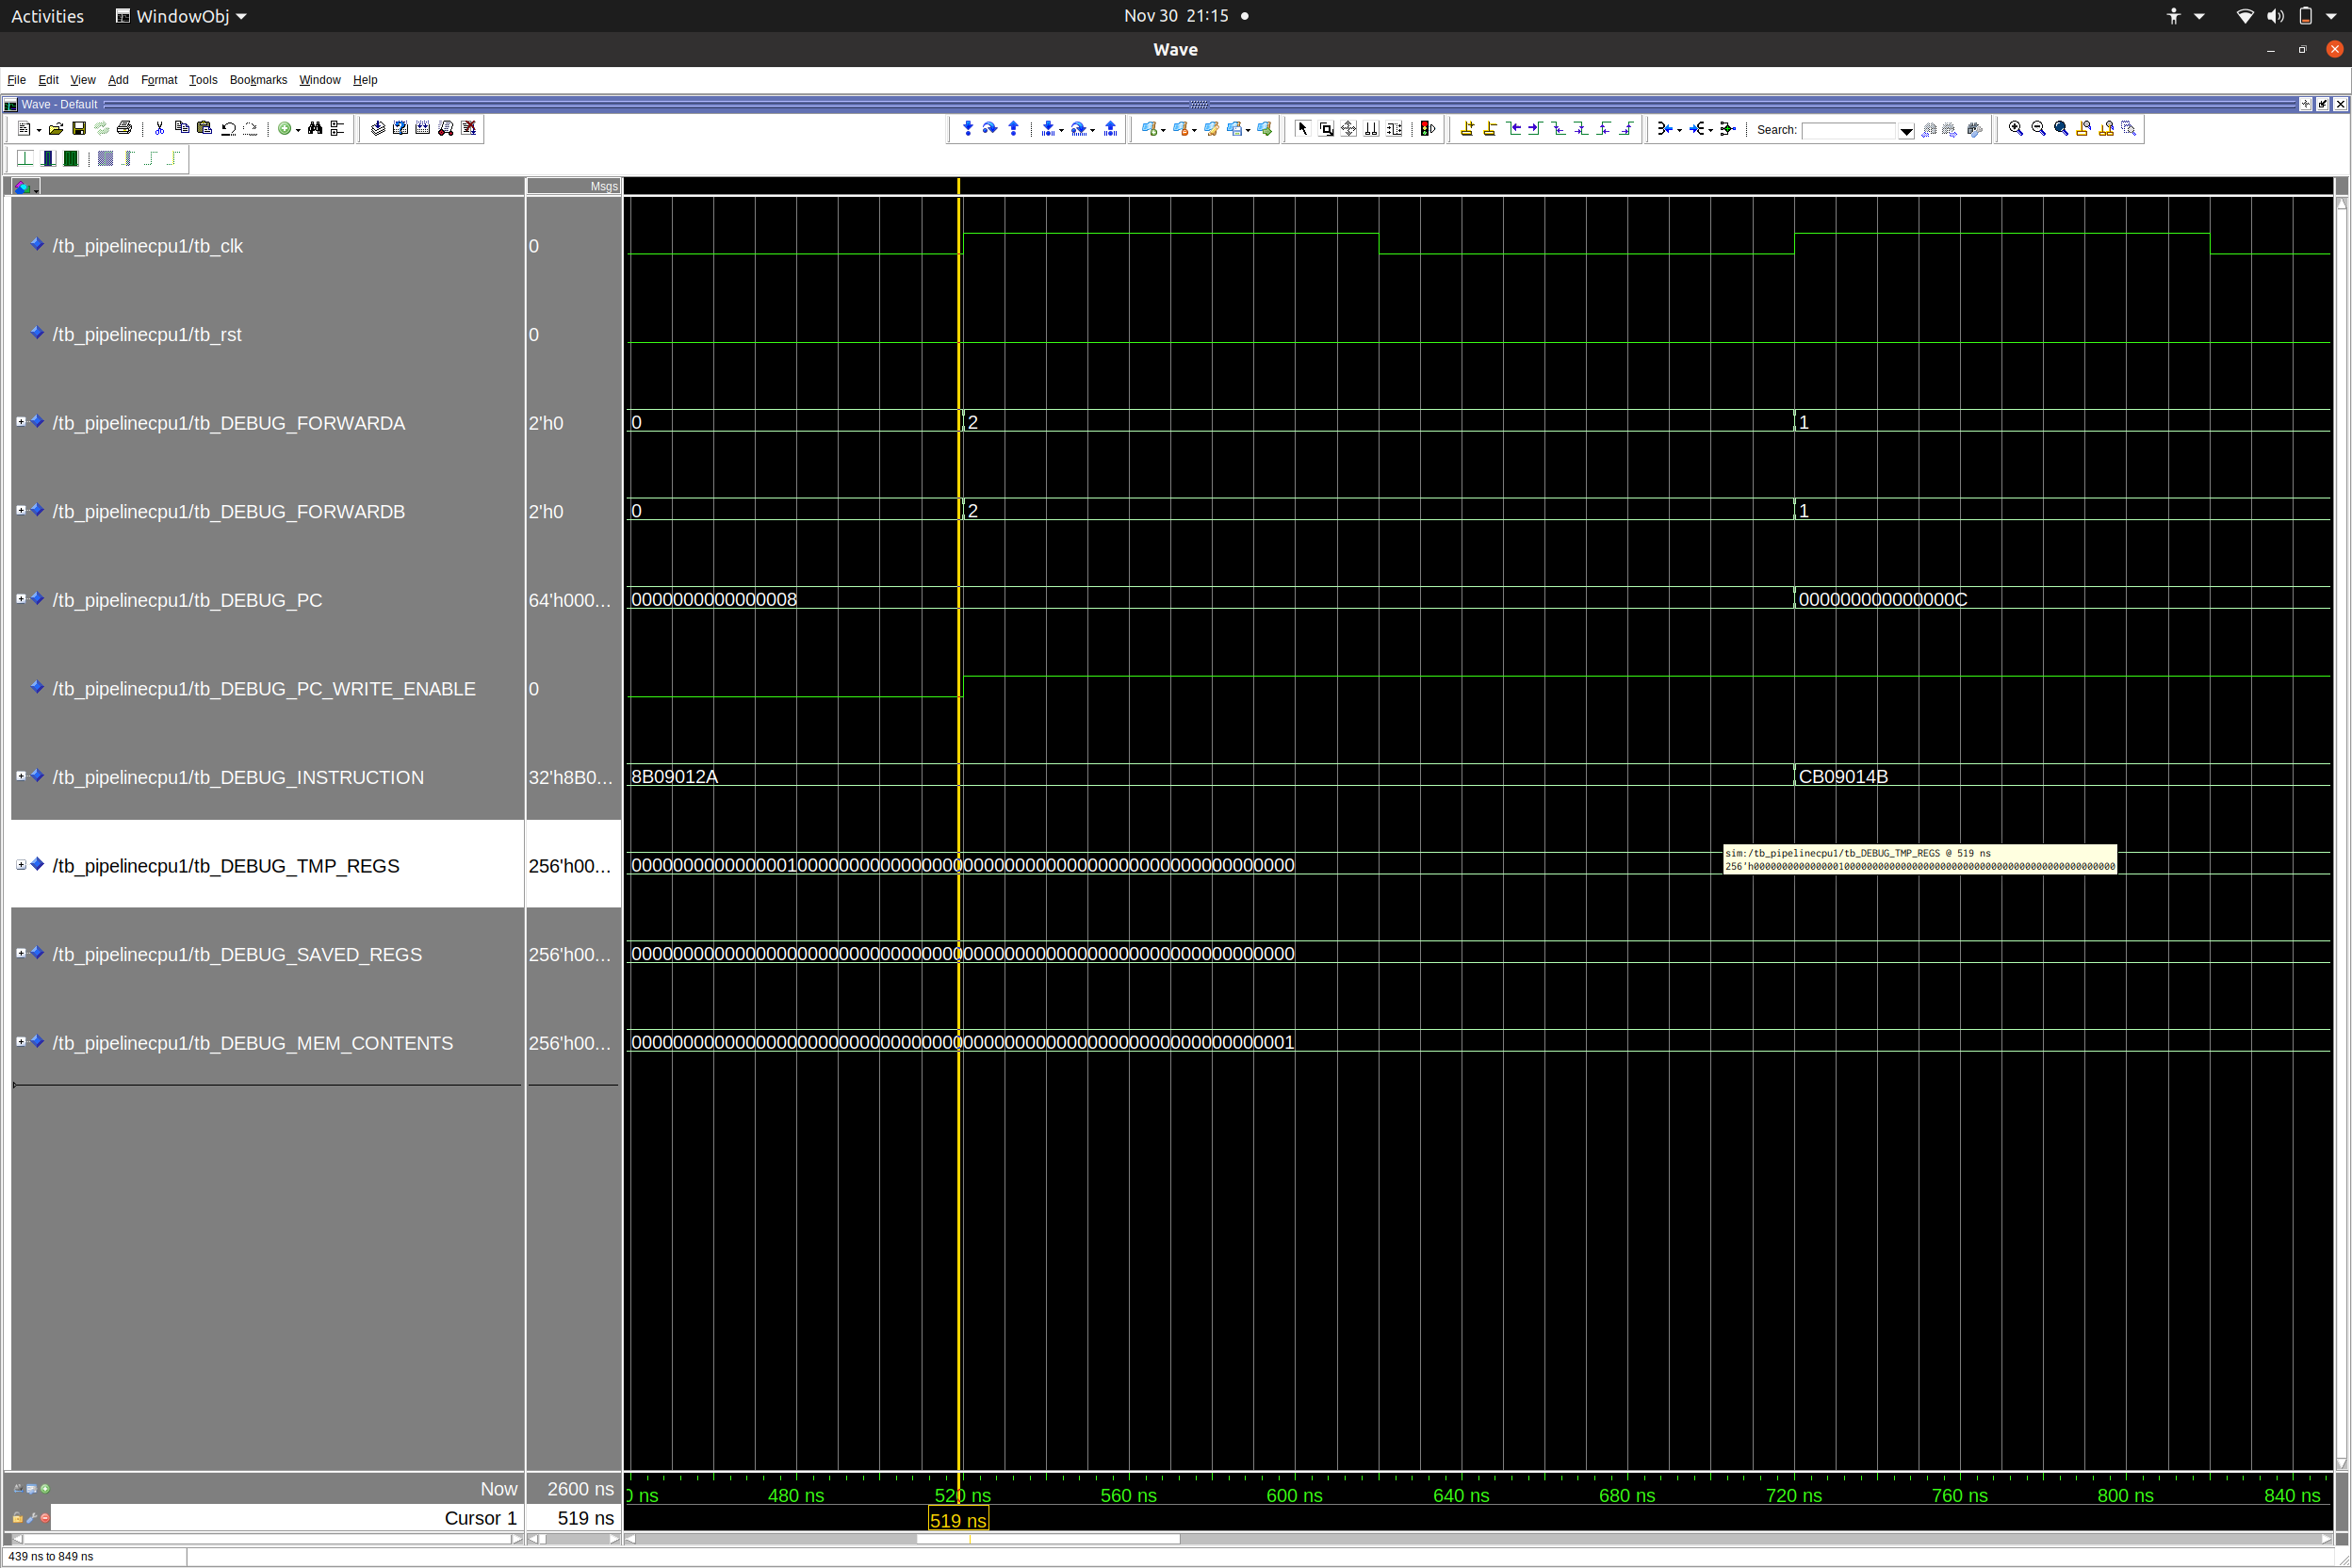 Activities WindowObj Nov 30 21:15
Wave
File Edit View Add Format Tools Bookmarks Window Help
Wave - Default
Search:
Msgs
/tb_pipelinecpu1/tb_clk 0
/tb_pipelinecpu1/tb_rst 0
/tb_pipelinecpu1/tb_DEBUG_FORWARDA 2'h0 0 2 1
/tb_pipelinecpu1/tb_DEBUG_FORWARDB 2'h0 0 2 1
/tb_pipelinecpu1/tb_DEBUG_PC 64'h000... 0000000000000008 000000000000000C
/tb_pipelinecpu1/tb_DEBUG_PC_WRITE_ENABLE 0
/tb_pipelinecpu1/tb_DEBUG_INSTRUCTION 32'h8B0... 8B09012A CB09014B
sim:/tb_pipelinecpu1/tb_DEBUG_TMP_REGS @ 519 ns
/tb_pipelinecpu1/tb_DEBUG_TMP_REGS 256'h00... 0000000000000001000000000000000000000000000000000000000000000000
256'h0000000000000001000000000000000000000000000000000000000000000000
/tb_pipelinecpu1/tb_DEBUG_SAVED_REGS 256'h00... 0000000000000000000000000000000000000000000000000000000000000000
/tb_pipelinecpu1/tb_DEBUG_MEM_CONTENTS 256'h00... 0000000000000000000000000000000000000000000000000000000000000001
Now 2600 ns
ns 480 ns 520 ns 560 ns 600 ns 640 ns 680 ns 720 ns 760 ns 800 ns 840 ns
Cursor 1 519 ns 519 ns
439 ns to 849 ns